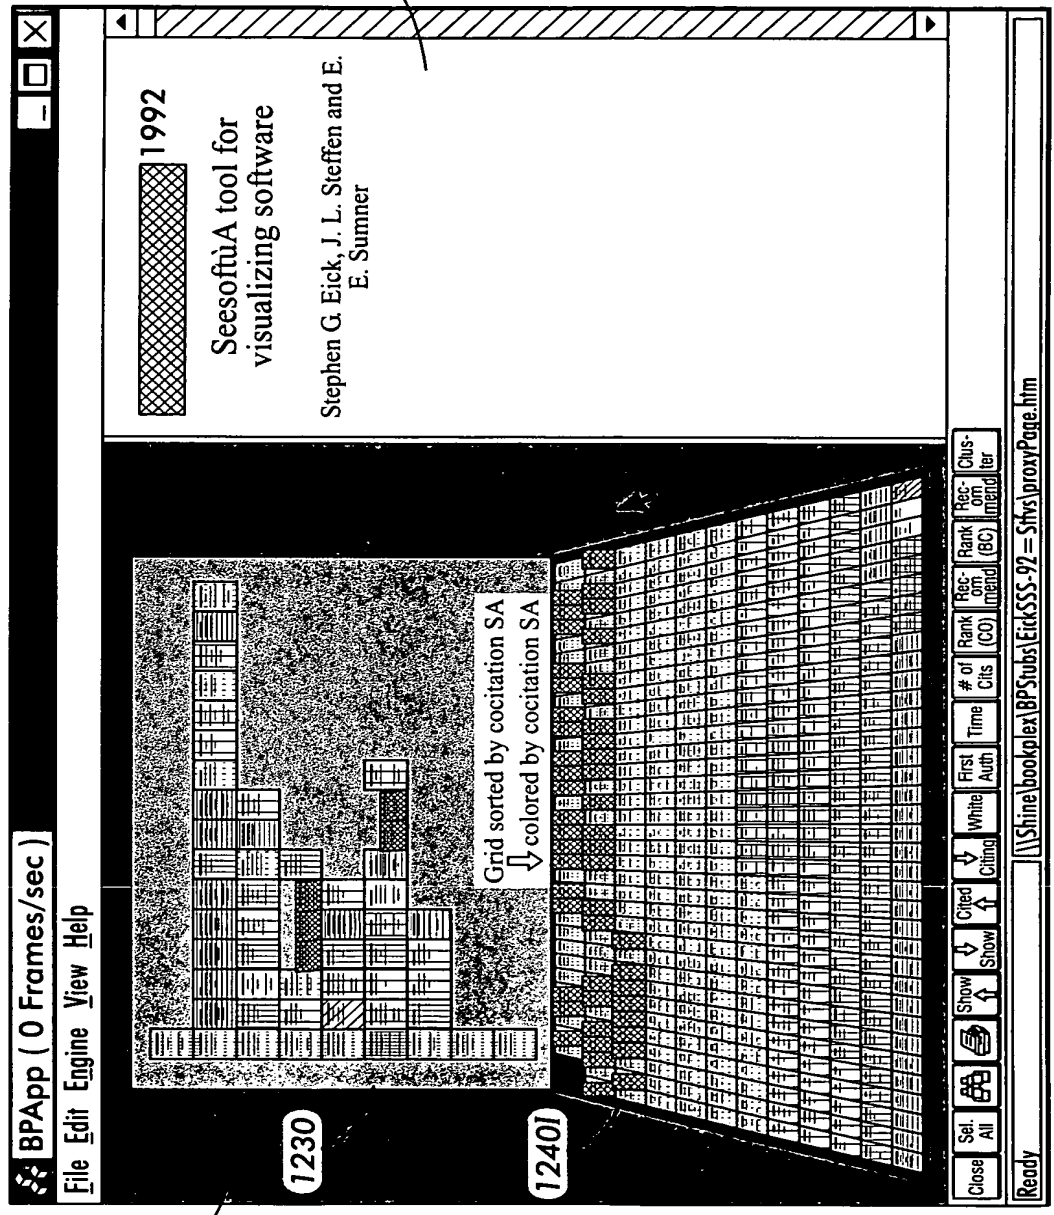 BPApp ( 0 Frames/sec )
File Edit Engine View Help
1230
1240I
Grid sorted by cocitation SA
colored by cocitation SA
1992
SeesoftùA tool for
visualizing software
Stephen G. Eick, J. L. Steffen and E.
E. Sumner
Close
Sel.
All
Show
Show
Cited
Citing
White
First
Auth
Time
# of
Cits
Rank
(CO)
Rec-
om
mend
Rank
(BC)
Rec-
om
mend
Clus-
ter
Ready
\\Shine\bookplex\BPStubs\EickSSS-92=Sftvs\proxyPage.htm